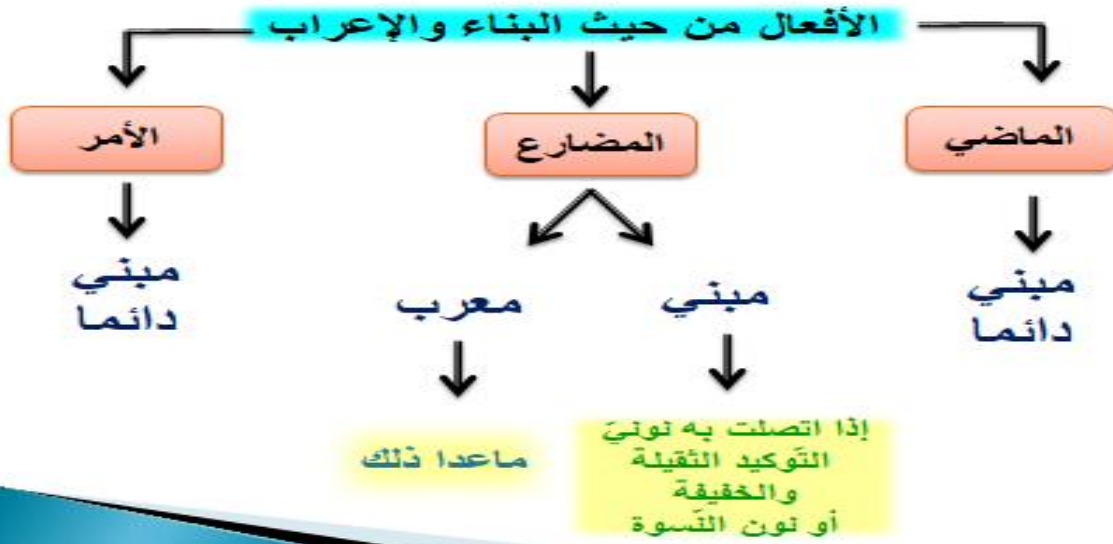 الأفعال من حيث البناء والإعراب
الماضي
المضارع
الأمر
مبني
دائما
مبني
معرب
مبني
دائما
إذا اتصلت به نونيَ
التَوكيد الثقيلة
والخفيفة
أو نون النَسوة
ماعدا ذلك